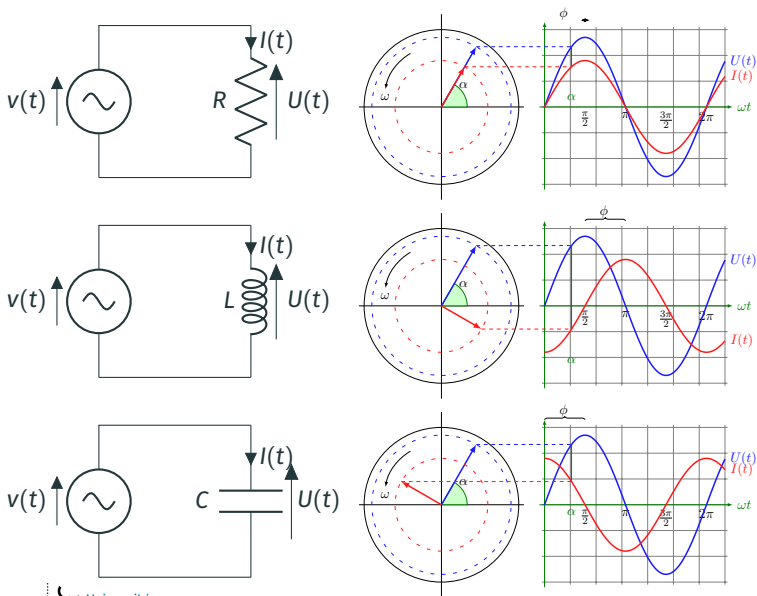 ϕ
I(t)
v(t) R U(t)
ω α
U(t)
I(t)
α π/2 π 3π/2 2π ωt
ϕ
I(t)
v(t) L U(t)
ω α
U(t)
π/2 π 3π/2 2π ωt
I(t)
α
ϕ
I(t)
v(t) C U(t)
ω α
U(t)
I(t)
α π/2 π 3π/2 2π ωt